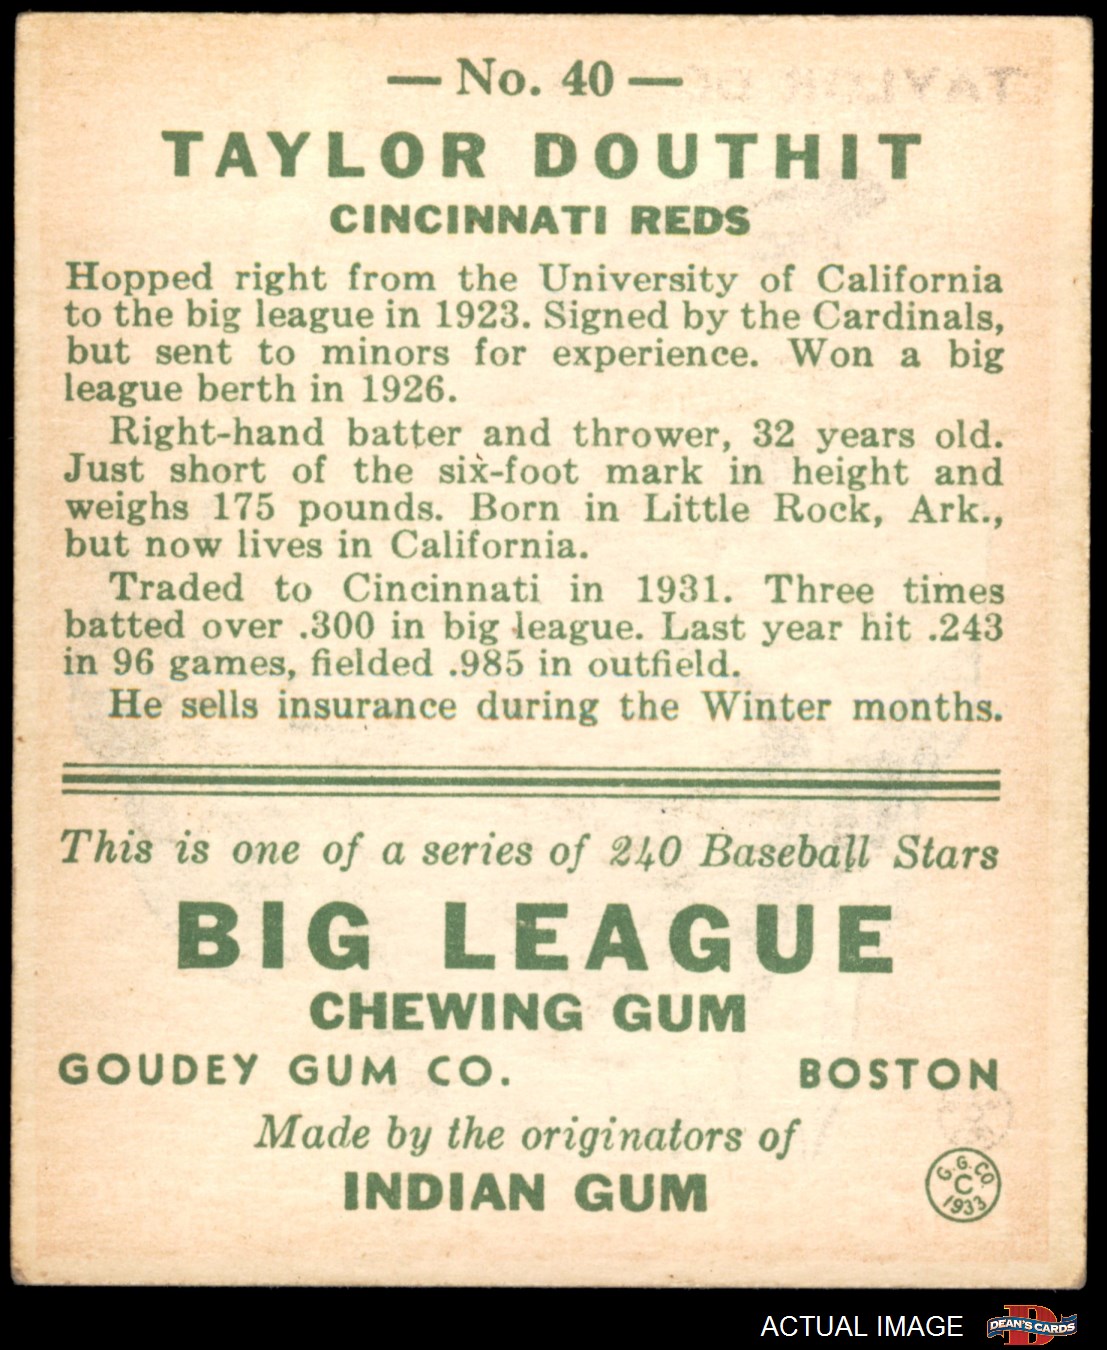 — No. 40 —
TAYLOR DOUTHIT
CINCINNATI REDS
Hopped right from the University of California
to the big league in 1923. Signed by the Cardinals,
but sent to minors for experience. Won a big
league berth in 1926.
Right-hand batter and thrower, 32 years old.
Just short of the six-foot mark in height and
weighs 175 pounds. Born in Little Rock, Ark.,
but now lives in California.
Traded to Cincinnati in 1931. Three times
batted over .300 in big league. Last year hit .243
in 96 games, fielded .985 in outfield.
He sells insurance during the Winter months.
This is one of a series of 240 Baseball Stars
BIG LEAGUE
CHEWING GUM
GOUDEY GUM CO. BOSTON
Made by the originators of
INDIAN GUM
G.G.CO.
C
1933
ACTUAL IMAGE
D
DEAN'S CARDS